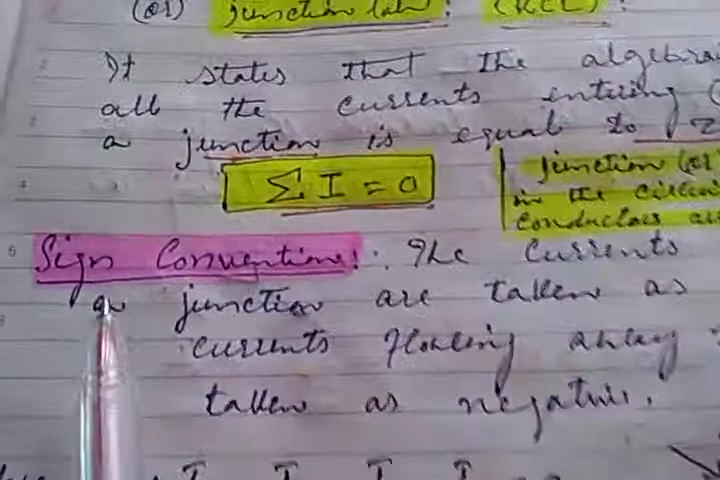 (or) junction law: (KCL):
It states that the algebra
all the currents entering (
a junction is equal to z
ΣI = 0
junction (or)
in the circui
conductors are
Sign Convention: The currents
a junction are taken as
currents flowing away
taken as negative.
: I I I I